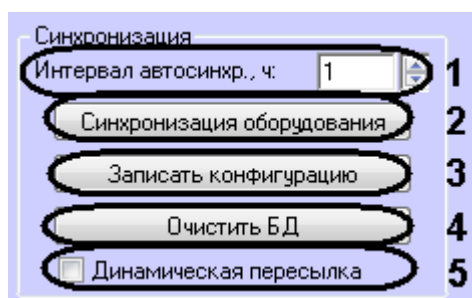 Синхронизация
Интервал автосинхр., ч: 1 1
Синхронизация оборудования 2
Записать конфигурацию 3
Очистить БД 4
Динамическая пересылка 5